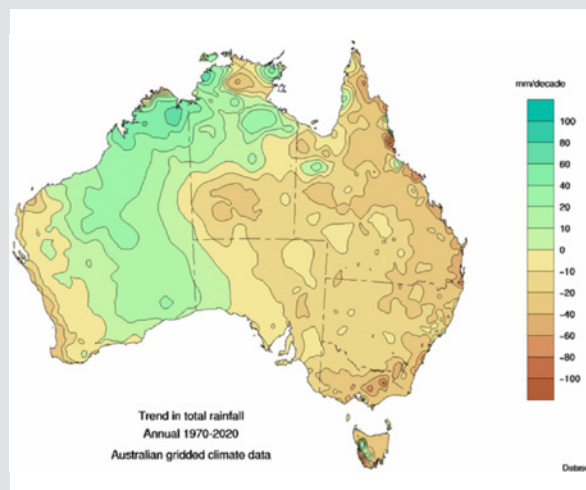 mm/decade
100
80
60
40
20
10
0
−10
−20
−40
−60
−80
−100
Trend in total rainfall
Annual 1970-2020
Australian gridded climate data
Datase